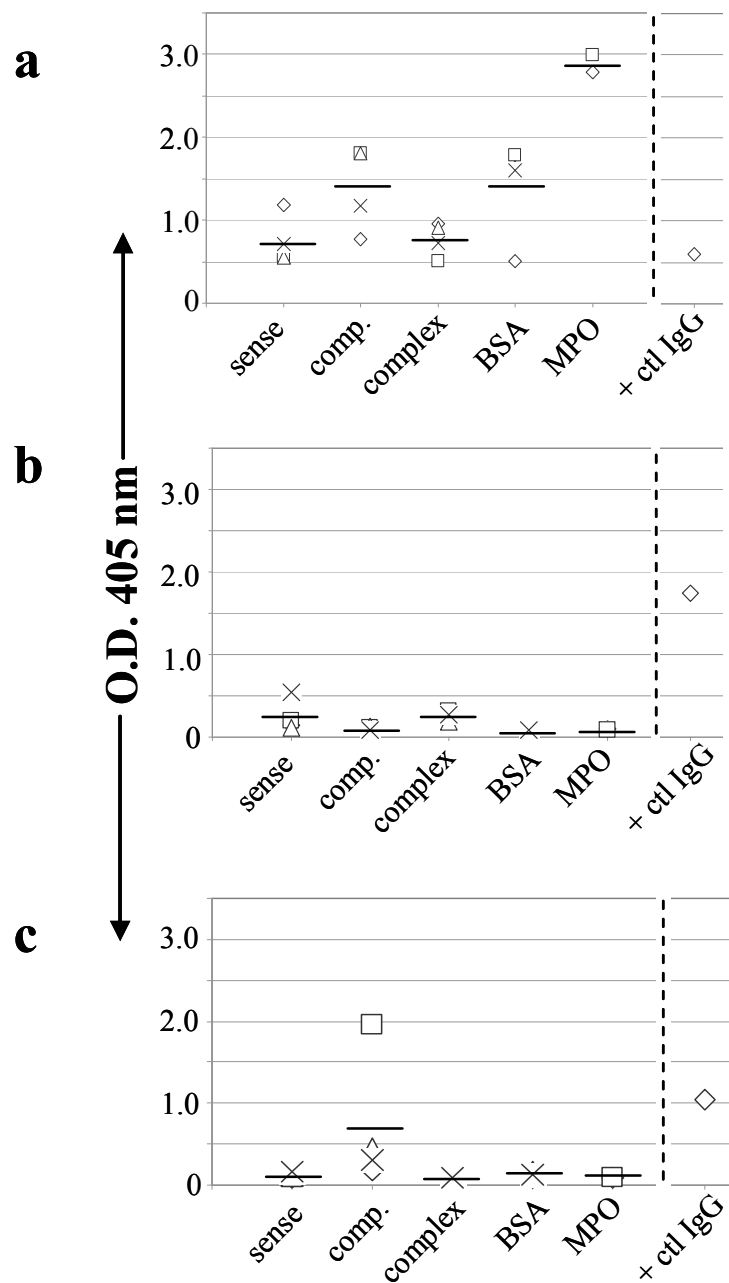 a
3.0
2.0
1.0
0
sense
comp.
complex
BSA
MPO
+ ctl IgG
b
O.D. 405 nm
3.0
2.0
1.0
0
sense
comp.
complex
BSA
MPO
+ ctl IgG
c
3.0
2.0
1.0
0
sense
comp.
complex
BSA
MPO
+ ctl IgG